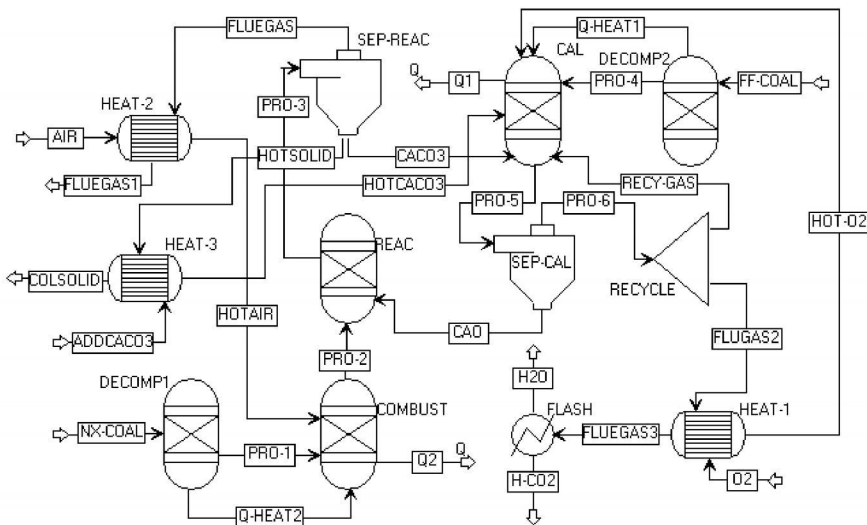 FLUEGAS
SEP-REAC
Q-HEAT1
CAL
DECOMP2
Q
Q1
PRO-4
FF-COAL
HEAT-2
PRO-3
AIR
HOTSOLID
CACO3
FLUEGAS1
HOTCACO3
RECY-GAS
PRO-5
PRO-6
HOT-O2
HEAT-3
REAC
SEP-CAL
COLSOLID
RECYCLE
HOTAIR
ADDCACO3
CAO
FLUGAS2
PRO-2
DECOMP1
H2O
COMBUST
FLASH
HEAT-1
NX-COAL
FLUEGAS3
PRO-1
Q2
Q
H-CO2
O2
Q-HEAT2